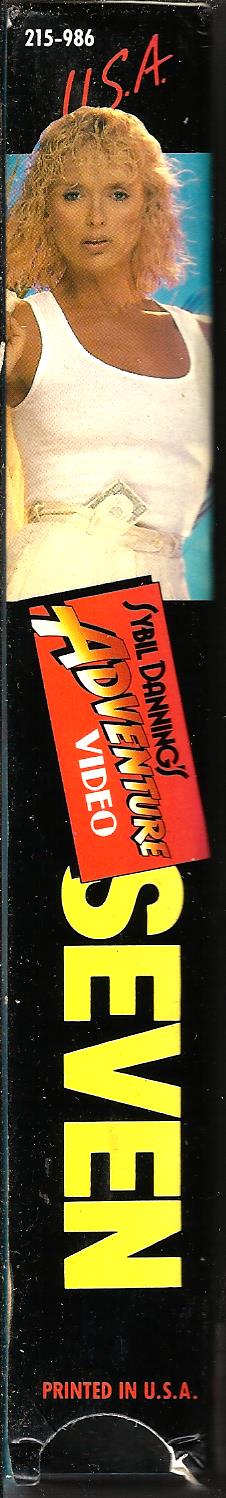 215-986
U.S.A.
SYBIL DANNING'S
ADVENTURE
VIDEO
SEVEN
PRINTED IN U.S.A.